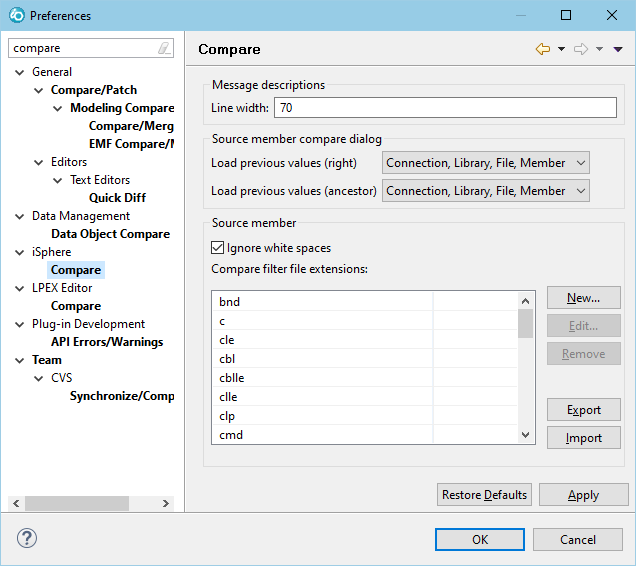 Preferences
compare
General
Compare/Patch
Modeling Compare
Compare/Merg
EMF Compare/
Editors
Text Editors
Quick Diff
Data Management
Data Object Compare
iSphere
Compare
LPEX Editor
Compare
Plug-in Development
API Errors/Warnings
Team
CVS
Synchronize/Comp
Compare
Message descriptions
Line width: 70
Source member compare dialog
Load previous values (right) Connection, Library, File, Member
Load previous values (ancestor) Connection, Library, File, Member
Source member
Ignore white spaces
Compare filter file extensions:
bnd
c
cle
cbl
cblle
clle
clp
cmd
New...
Edit...
Remove
Export
Import
Restore Defaults Apply
? OK Cancel